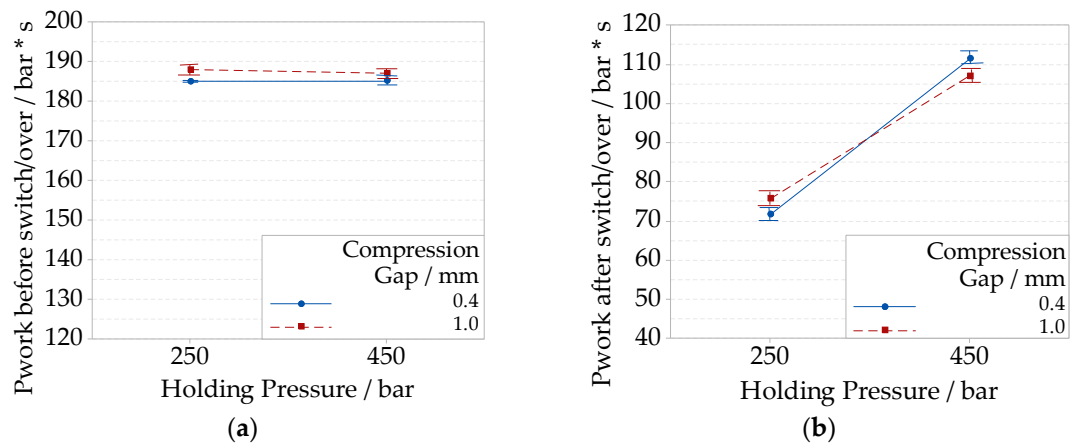 Pwork before switch/over / bar * s
200
190
180
170
160
150
140
130
120
Compression
Gap / mm
0.4
1.0
250
450
Holding Pressure / bar
(a)
Pwork after switch/over / bar * s
120
110
100
90
80
70
60
50
40
Compression
Gap / mm
0.4
1.0
250
450
Holding Pressure / bar
(b)